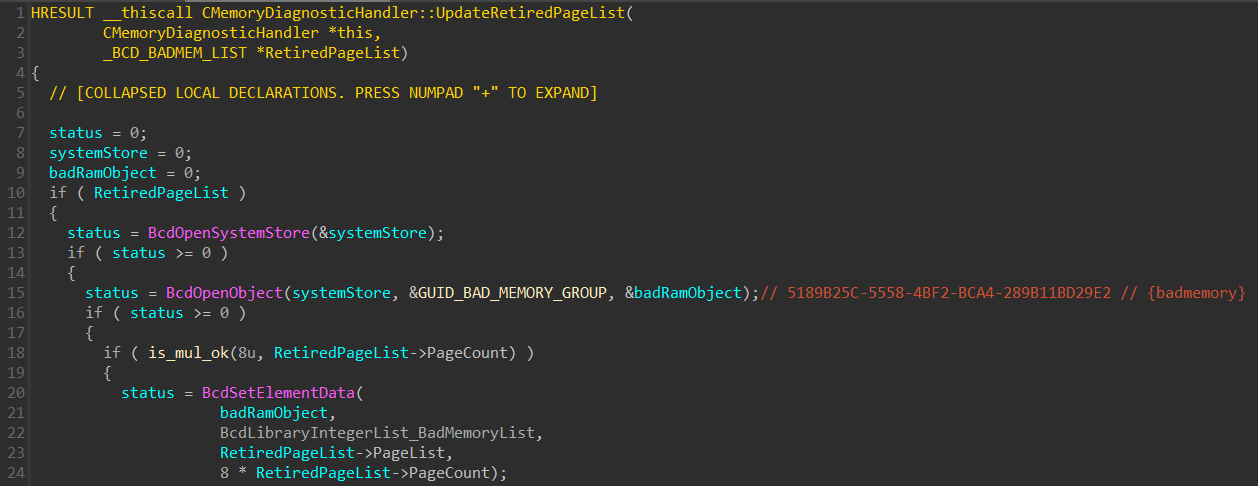 1 HRESULT __thiscall CMemoryDiagnosticHandler::UpdateRetiredPageList(
2 CMemoryDiagnosticHandler *this,
3 _BCD_BADMEM_LIST *RetiredPageList)
4 {
5 // [COLLAPSED LOCAL DECLARATIONS. PRESS NUMPAD "+" TO EXPAND]
6
7 status = 0;
8 systemStore = 0;
9 badRamObject = 0;
10 if ( RetiredPageList )
11 {
12 status = BcdOpenSystemStore(&systemStore);
13 if ( status >= 0 )
14 {
15 status = BcdOpenObject(systemStore, &GUID_BAD_MEMORY_GROUP, &badRamObject);// 5189B25C-5558-4BF2-BCA4-289B11BD29E2 // {badmemory}
16 if ( status >= 0 )
17 {
18 if ( is_mul_ok(8u, RetiredPageList->PageCount) )
19 {
20 status = BcdSetElementData(
21 badRamObject,
22 BcdLibraryIntegerList_BadMemoryList,
23 RetiredPageList->PageList,
24 8 * RetiredPageList->PageCount);